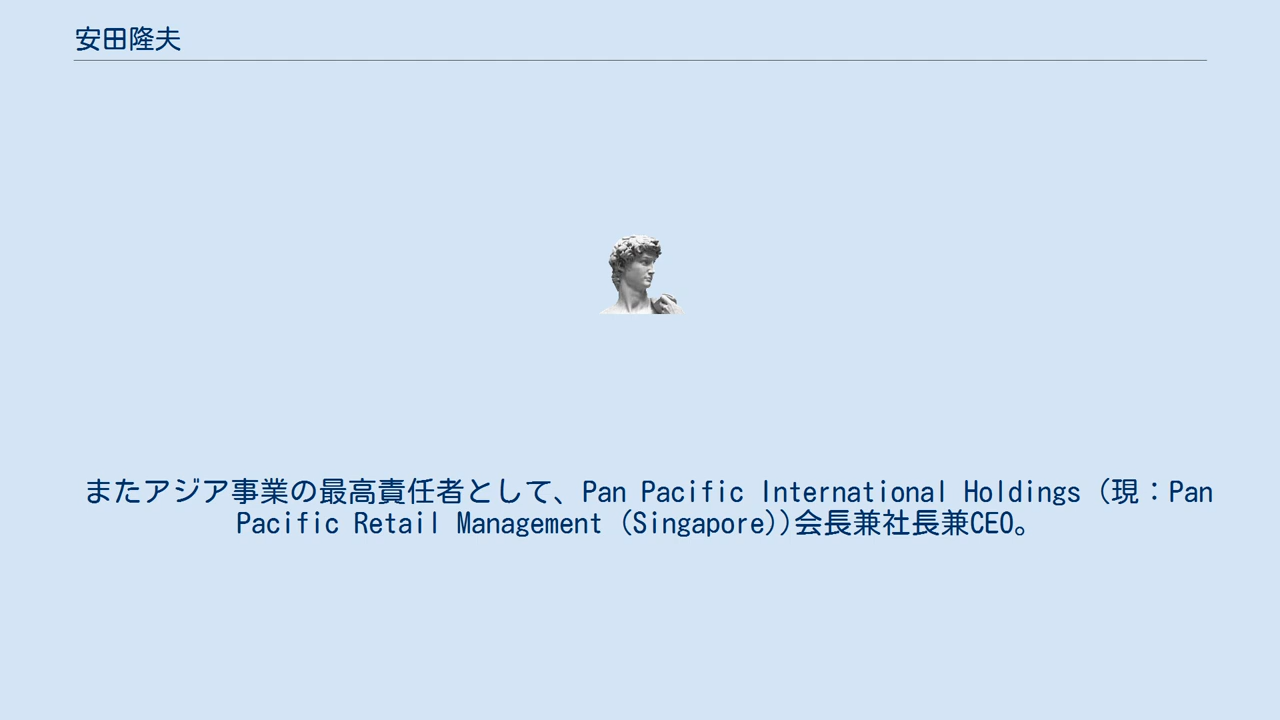 安田隆夫
またアジア事業の最高責任者として、Pan Pacific International Holdings（現：Pan
Pacific Retail Management（Singapore))会長兼社長兼CEO。